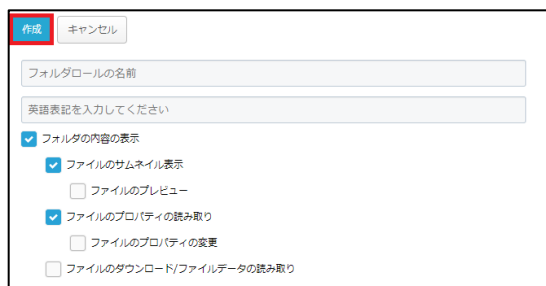 作成 キャンセル
フォルダロールの名前
英語表記を入力してください
フォルダの内容の表示
ファイルのサムネイル表示
ファイルのプレビュー
ファイルのプロパティの読み取り
ファイルのプロパティの変更
ファイルのダウンロード/ファイルデータの読み取り